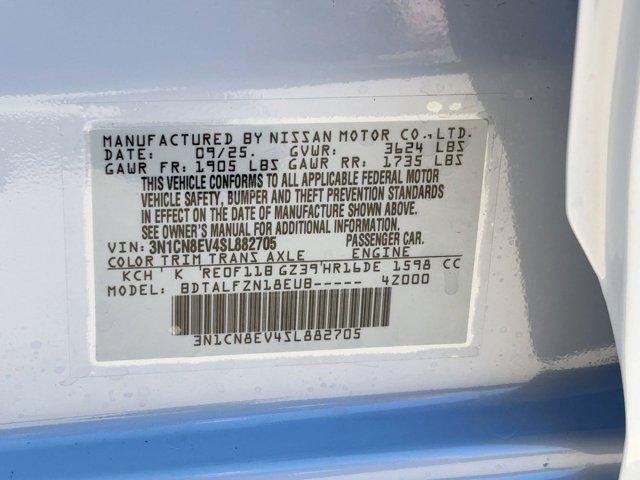 MANUFACTURED BY NISSAN MOTOR CO.,LTD.
DATE: 09/25. GVWR: 3624 LBS
GAWR FR: 1905 LBS GAWR RR: 1735 LBS
THIS VEHICLE CONFORMS TO ALL APPLICABLE FEDERAL MOTOR
VEHICLE SAFETY, BUMPER AND THEFT PREVENTION STANDARDS
IN EFFECT ON THE DATE OF MANUFACTURE SHOWN ABOVE.
SEE OWNER'S MANUAL FOR ADDITIONAL INFORMATION.
VIN: 3N1CN8EV4SL882705 PASSENGER CAR.
COLOR TRIM TRANS AXLE ENGINE
KCH ' K ' RE0F11B GZ39'HR16DE 1598 CC
MODEL: BDTALFZN18EUB----- 4Z000
3N1CN8EV4SL882705